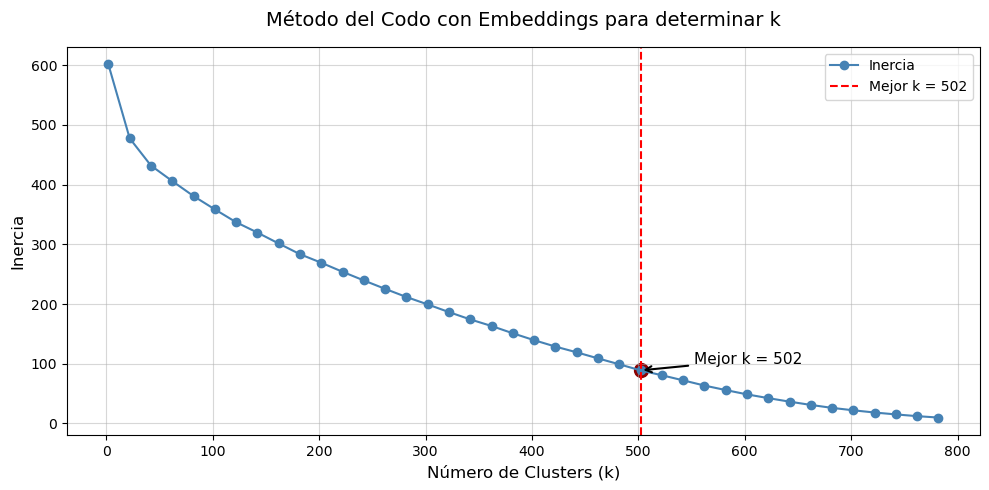 Método del Codo con Embeddings para determinar k
Inercia
Mejor k = 502
600
500
400
300
200
100
0
Inercia
Mejor k = 502
0 100 200 300 400 500 600 700 800
Número de Clusters (k)